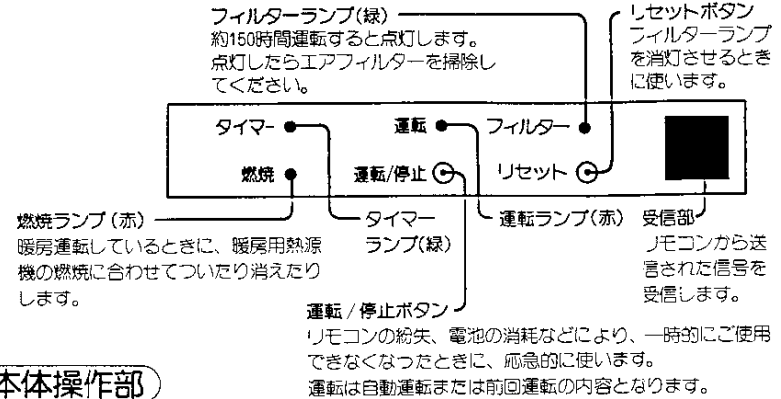 フィルターランプ(緑)
約150時間運転すると点灯します。
点灯したらエアフィルターを掃除し
てください。
リセットボタン
フィルターランプ
を消灯させるとき
に使います。
タイマー
運転
フィルター
燃焼
運転/停止
リセット
燃焼ランプ(赤)
暖房運転しているときに、暖房用熱源
機の燃焼に合わせてついたり消えたり
します。
タイマー
ランプ(緑)
運転ランプ(赤)
受信部
リモコンから送
信された信号を
受信します。
運転/停止ボタン
リモコンの紛失、電池の消耗などにより、一時的にご使用
できなくなったときに、応急的に使います。
運転は自動運転または前回運転の内容となります。
本体操作部